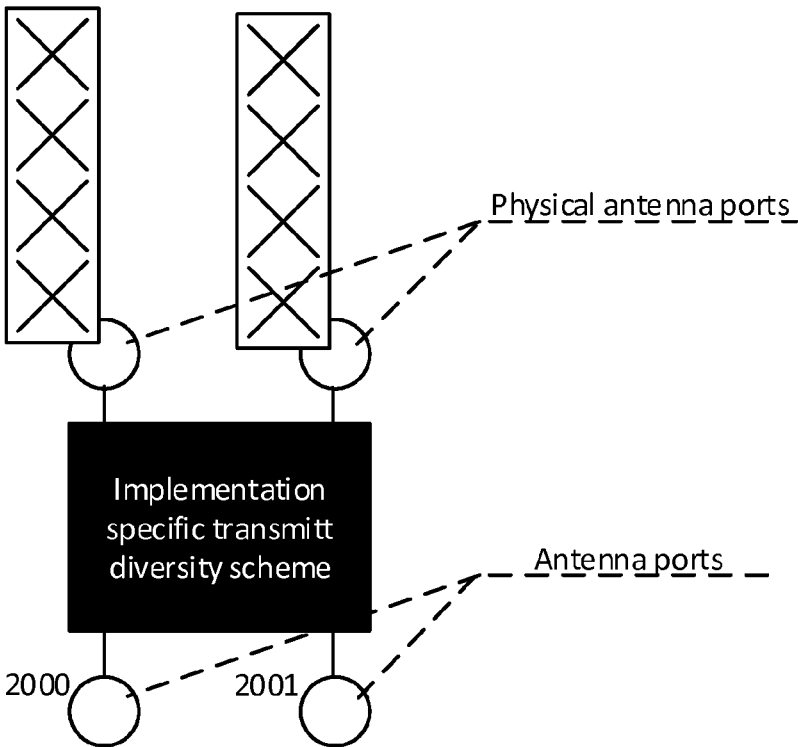 Physical antenna ports
Implementation
specific transmitt
diversity scheme
Antenna ports
2000
2001